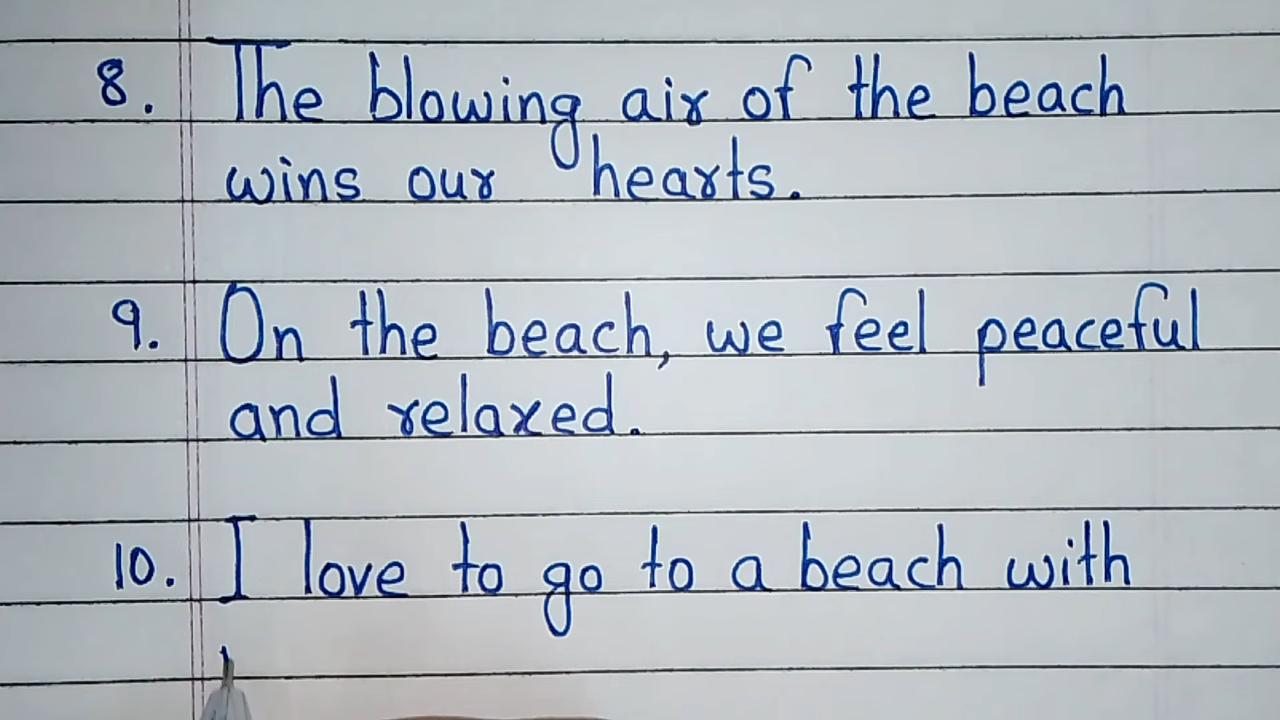 8. The blowing air of the beach
wins our hearts.
9. On the beach, we feel peaceful
and relaxed.
10. I love to go to a beach with